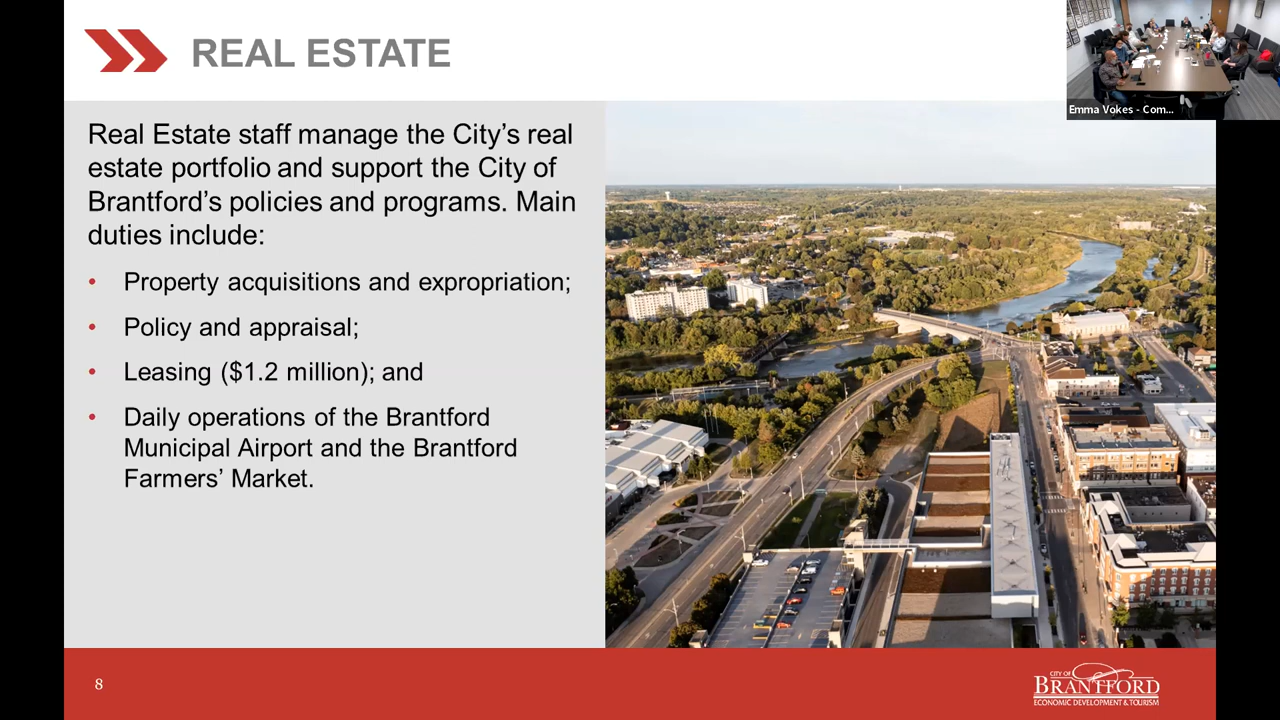 REAL ESTATE
Emma Vokes - Com...
Real Estate staff manage the City’s real
estate portfolio and support the City of
Brantford’s policies and programs. Main
duties include:
• Property acquisitions and expropriation;
• Policy and appraisal;
• Leasing ($1.2 million); and
• Daily operations of the Brantford
Municipal Airport and the Brantford
Farmers’ Market.
8
CITY OF
BRANTFORD
ECONOMIC DEVELOPMENT & TOURISM